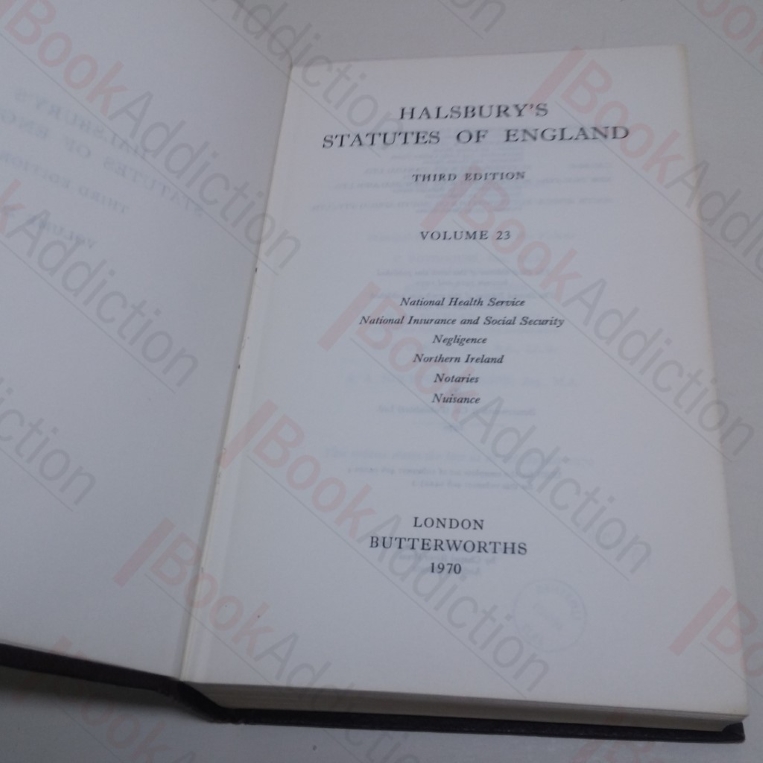 HALSBURY'S
STATUTES OF ENGLAND
THIRD EDITION
VOLUME 23
National Health Service
National Insurance and Social Security
Negligence
Northern Ireland
Notaries
Nuisance
LONDON
BUTTERWORTHS
1970
BookAddiction